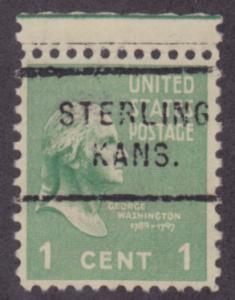 UNITED
STATES
POSTAGE
STERLING
KANS.
GEORGE
WASHINGTON
1789-1797
1 CENT 1